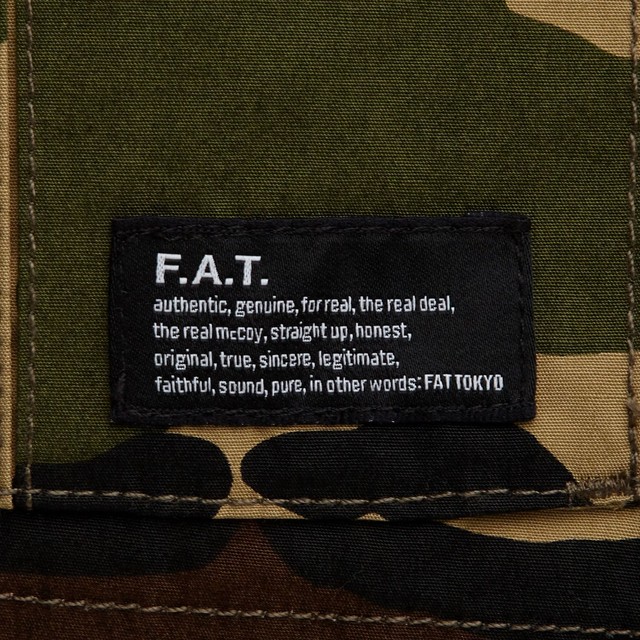 F.A.T.
authentic, genuine, for real, the real deal,
the real mccoy, straight up, honest,
original, true, sincere, legitimate,
faithful, sound, pure, in other words: FAT TOKYO